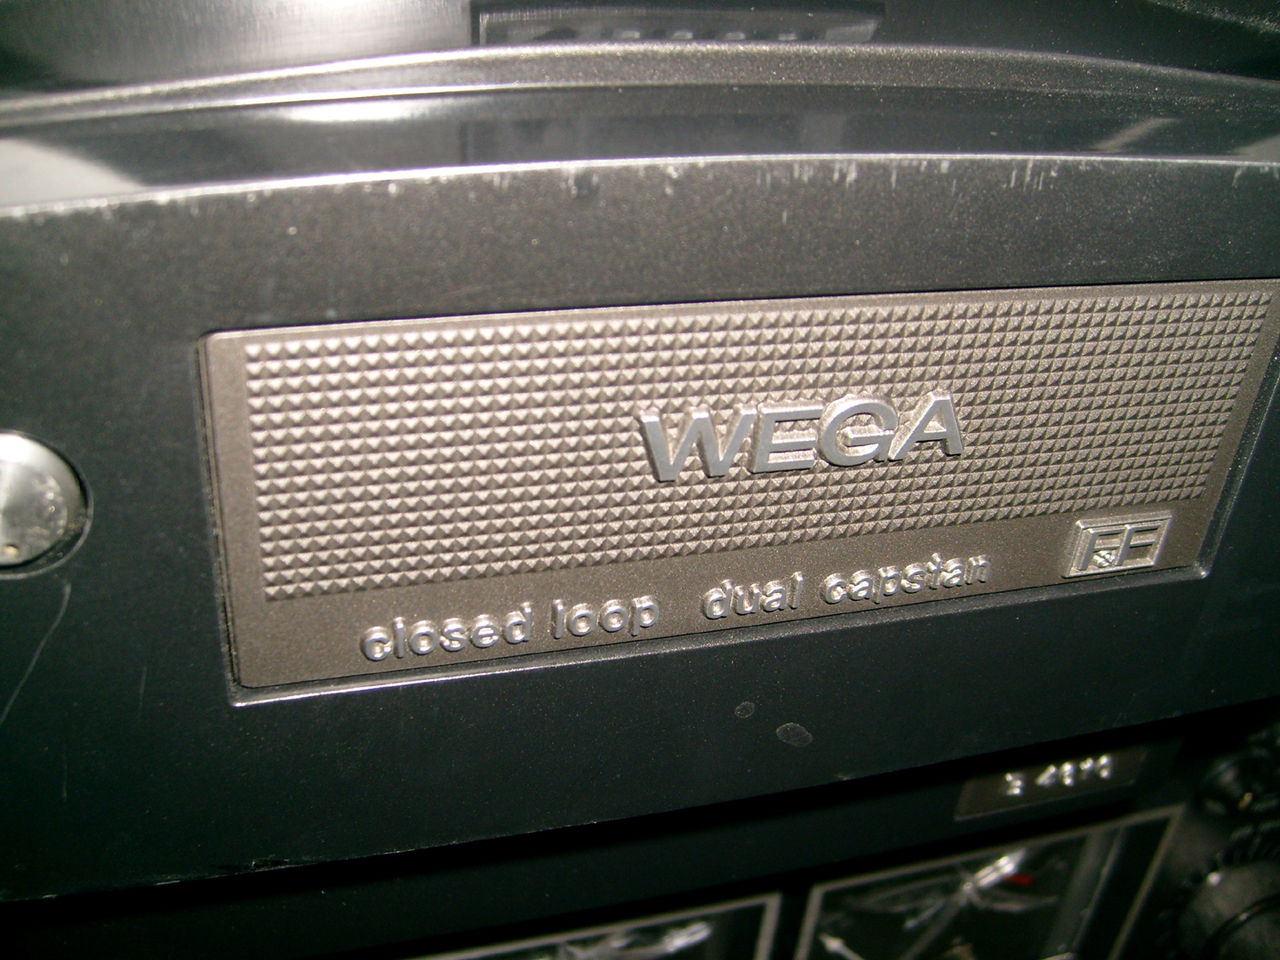 WEGA
closed loop dual capstan
FF